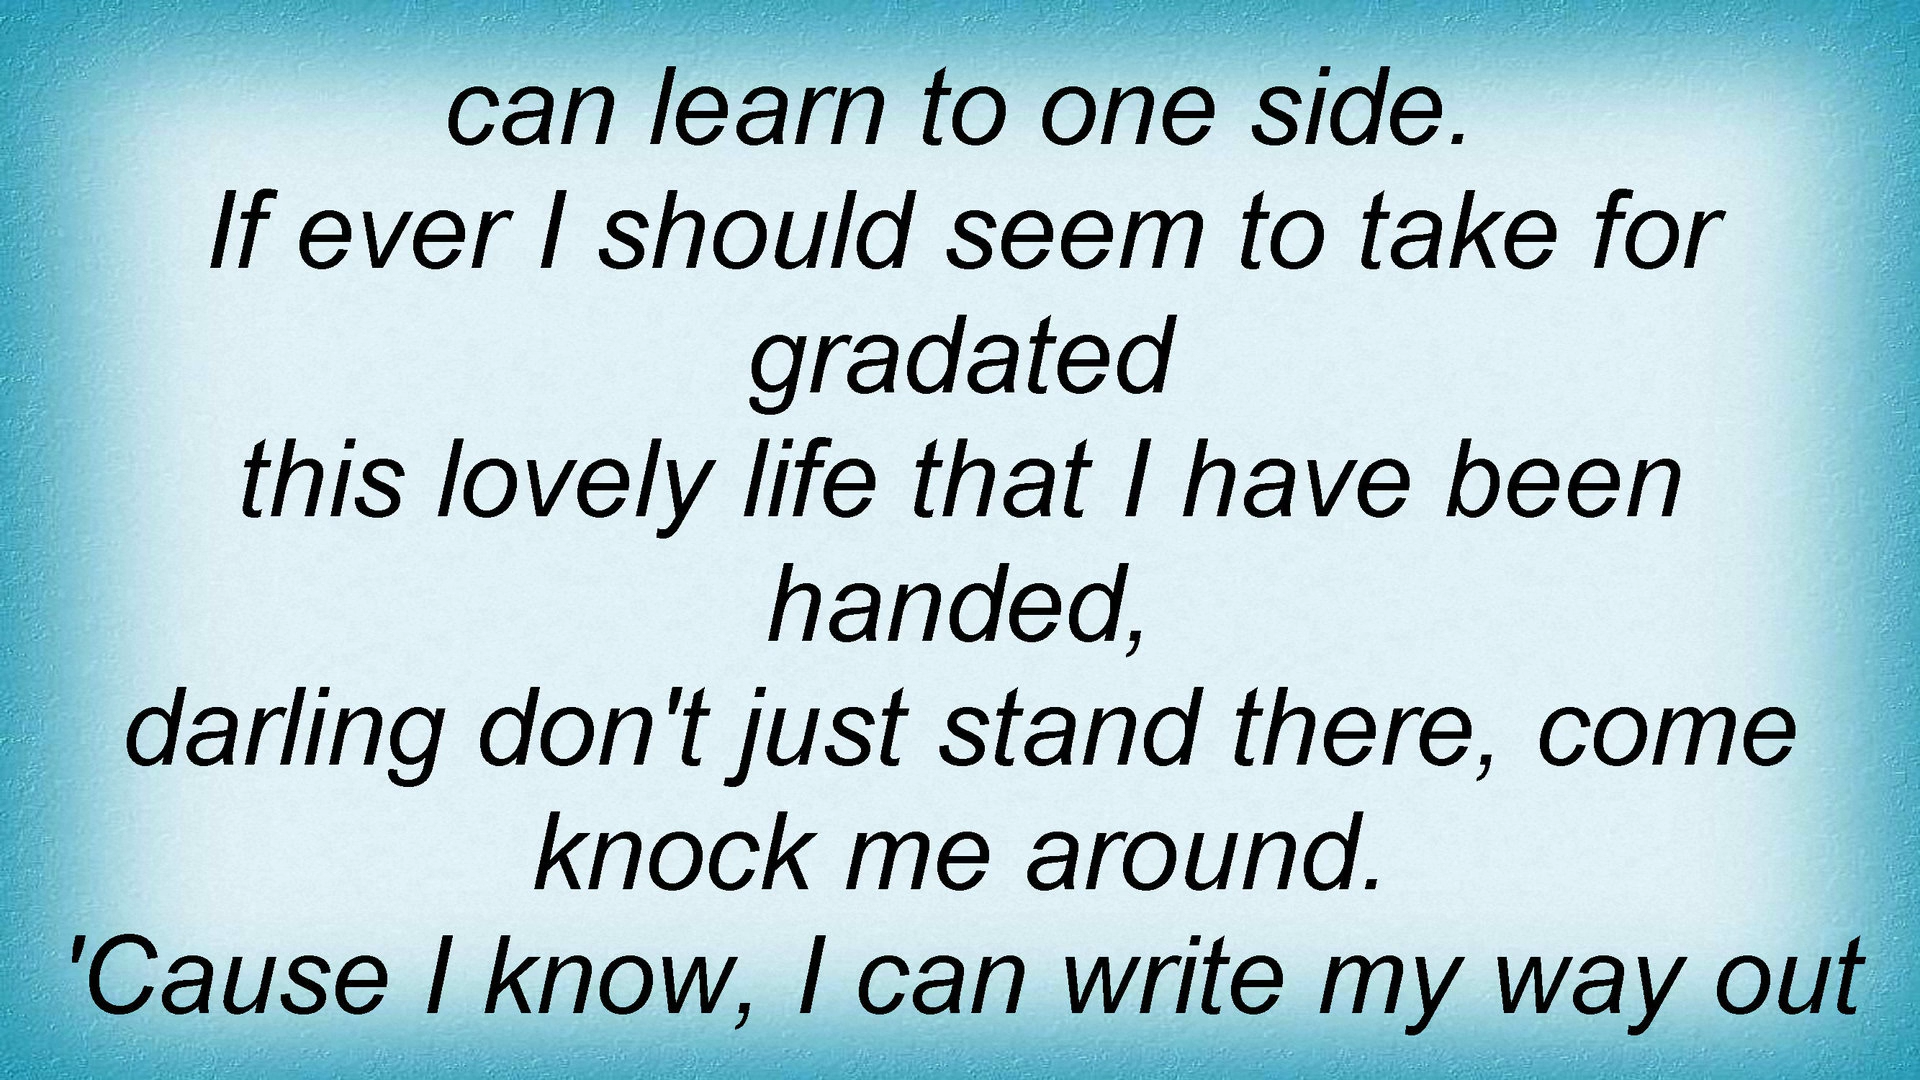 can learn to one side.
If ever I should seem to take for
gradated
this lovely life that I have been
handed,
darling don't just stand there, come
knock me around.
'Cause I know, I can write my way out